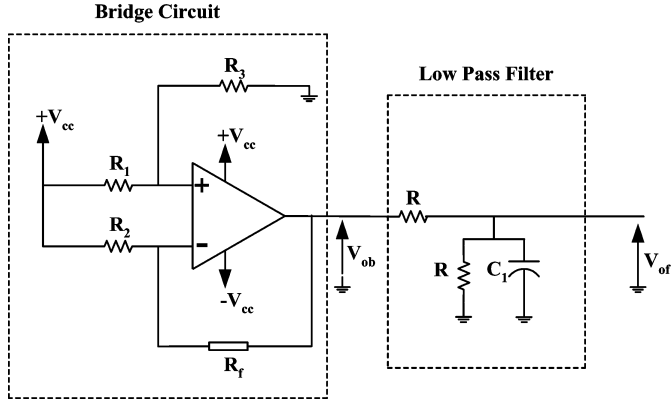 Bridge Circuit
R3
Low Pass Filter
+Vcc
+Vcc
R1
+
R
R2
-
Vob
R
C1
Vof
-Vcc
Rf